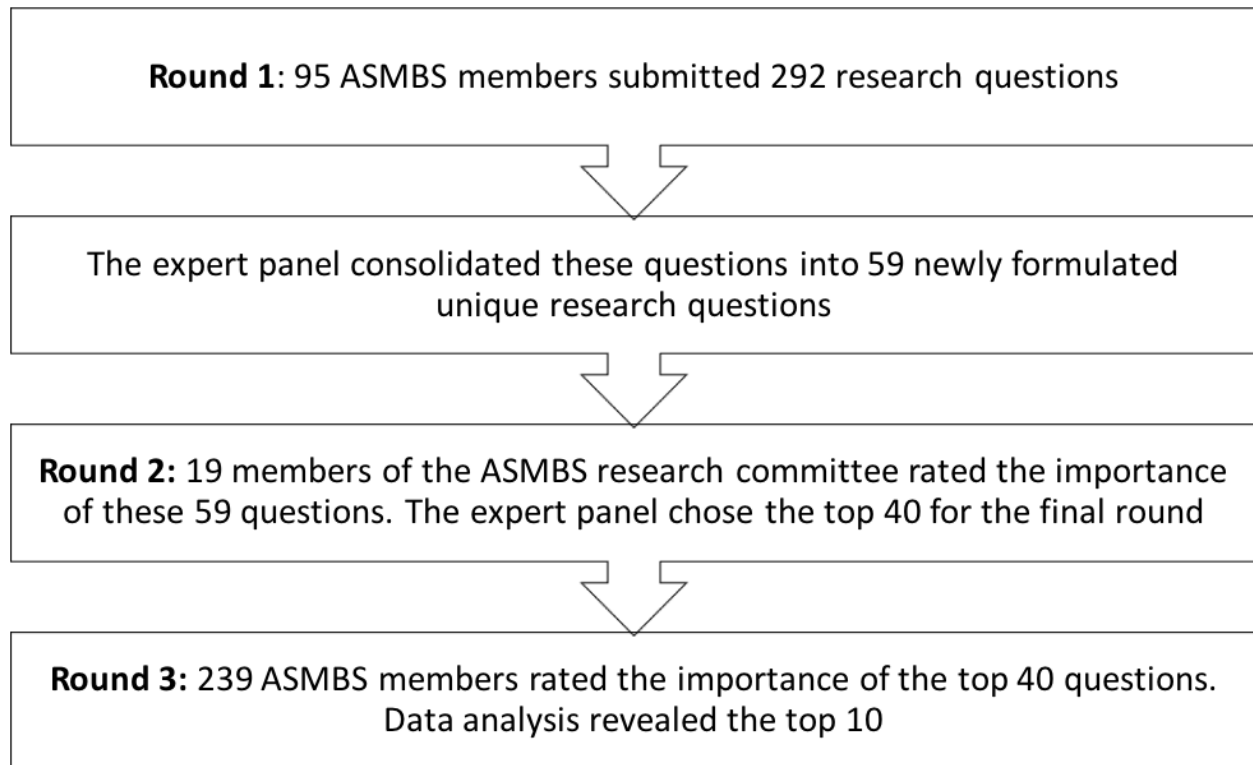 Round 1: 95 ASMBS members submitted 292 research questions
The expert panel consolidated these questions into 59 newly formulated
unique research questions
Round 2: 19 members of the ASMBS research committee rated the importance
of these 59 questions. The expert panel chose the top 40 for the final round
Round 3: 239 ASMBS members rated the importance of the top 40 questions.
Data analysis revealed the top 10